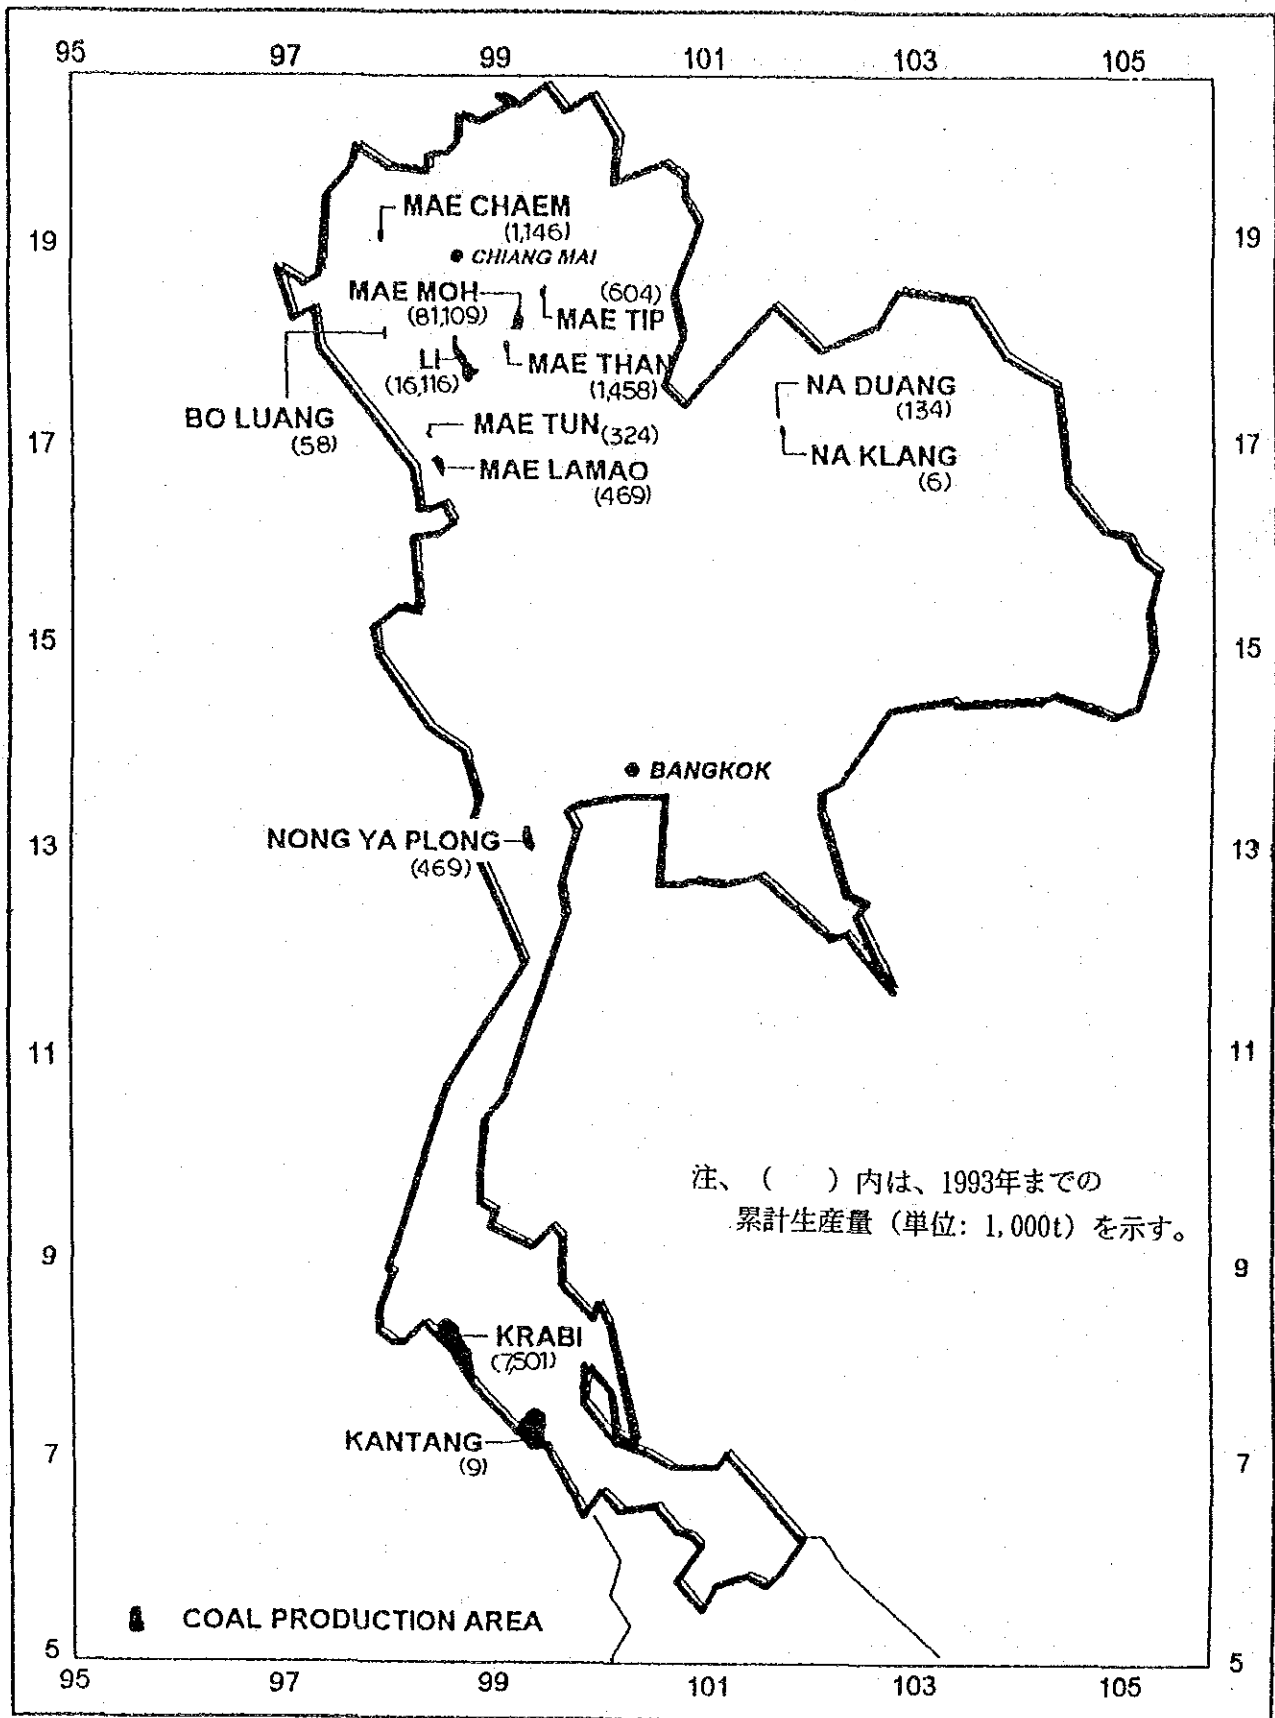 95 97 99 101 103 105
MAE CHAEM
(1,146)
19 19
CHIANG MAI
MAE MOH (604)
(81,109) MAE TIP
LI MAE THAN
(16,116) (1,458)
NA DUANG
(134)
BO LUANG
(58)
MAE TUN (324)
17 17
NA KLANG
(6)
MAE LAMAO
(469)
15 15
BANGKOK
NONG YA PLONG
13 13
(469)
11 11
注、（　　）内は、1993年までの
累計生産量（単位: 1,000t）を示す。
9 9
KRABI
(7,501)
KANTANG
(9)
7 7
COAL PRODUCTION AREA
5 5
95 97 99 101 103 105